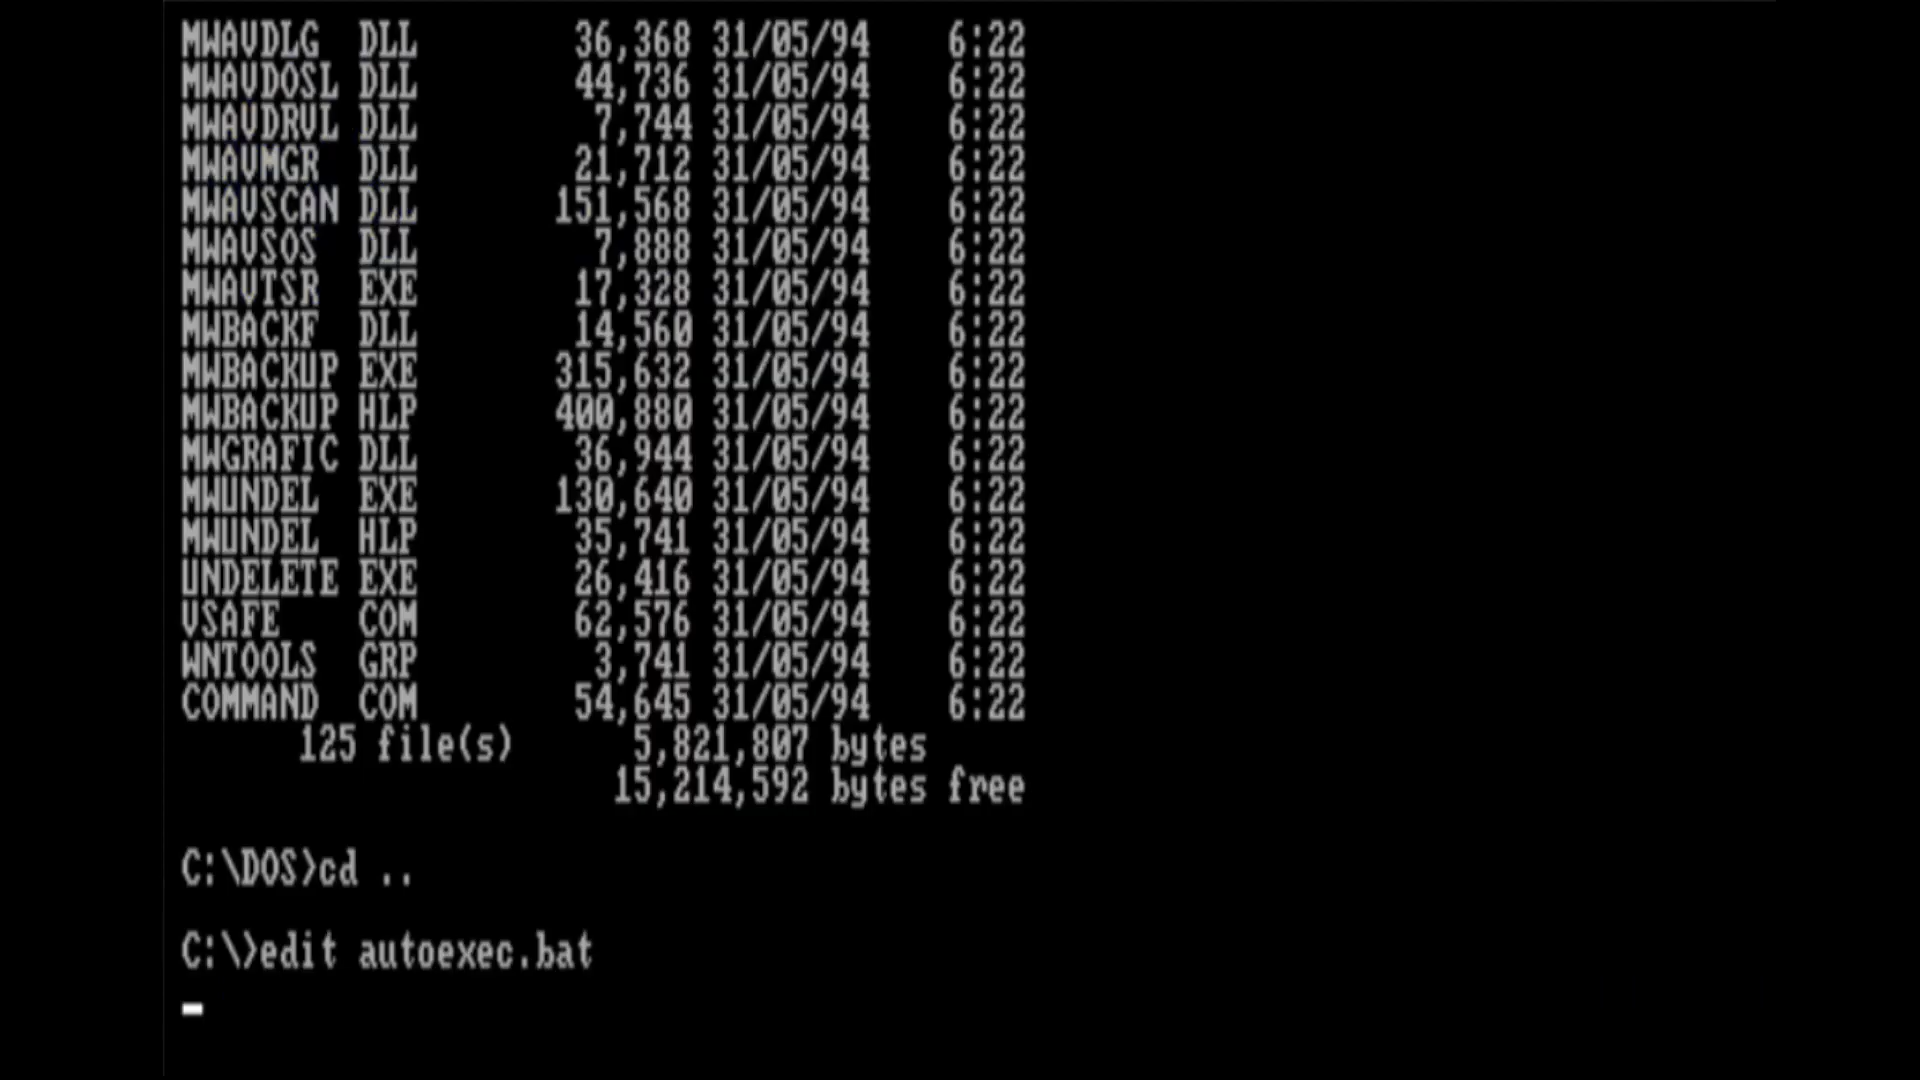 MWAVDLG  DLL        36,368 31/05/94    6:22
MWAVDOSL DLL        44,736 31/05/94    6:22
MWAVDRVL DLL         7,744 31/05/94    6:22
MWAVMGR  DLL        21,712 31/05/94    6:22
MWAVSCAN DLL       151,568 31/05/94    6:22
MWAVSOS  DLL         7,888 31/05/94    6:22
MWAVTSR  EXE        17,328 31/05/94    6:22
MWBACKF  DLL        14,560 31/05/94    6:22
MWBACKUP EXE       315,632 31/05/94    6:22
MWBACKUP HLP       400,880 31/05/94    6:22
MWGRAFIC DLL        36,944 31/05/94    6:22
MWUNDEL  EXE       130,640 31/05/94    6:22
MWUNDEL  HLP        35,741 31/05/94    6:22
UNDELETE EXE        26,416 31/05/94    6:22
VSAFE    COM        62,576 31/05/94    6:22
WNTOOLS  GRP         3,741 31/05/94    6:22
COMMAND  COM        54,645 31/05/94    6:22
      125 file(s)      5,821,807 bytes
                      15,214,592 bytes free
C:\DOS>cd ..
C:\>edit autoexec.bat